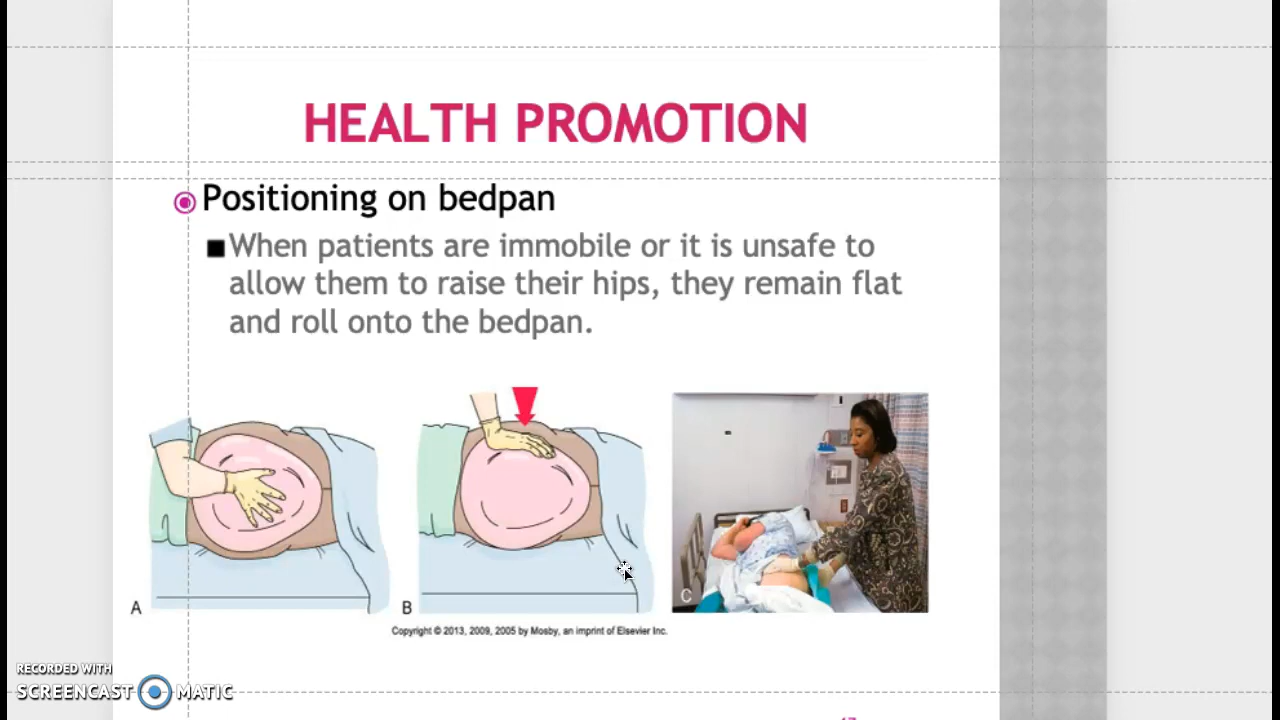 HEALTH PROMOTION
Positioning on bedpan
When patients are immobile or it is unsafe to
allow them to raise their hips, they remain flat
and roll onto the bedpan.
A
B
C
Copyright © 2013, 2009, 2005 by Mosby, an imprint of Elsevier Inc.
RECORDED WITH
SCREENCAST MATIC